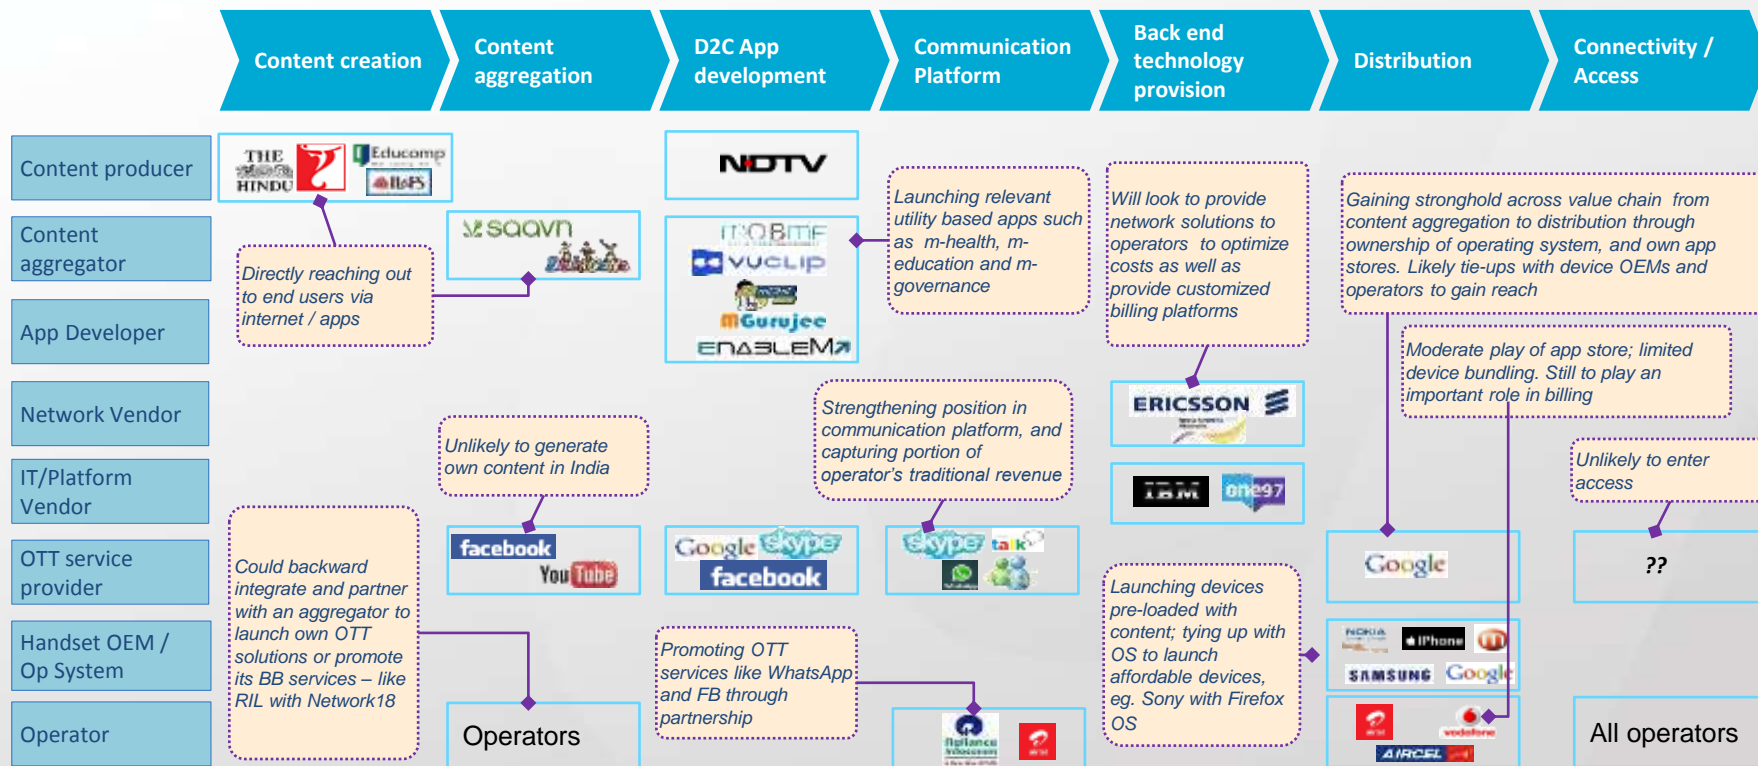 Content creation
Content
aggregation
D2C App
development
Communication
Platform
Back end
technology
provision
Distribution
Connectivity /
Access
Content producer
THE
HINDU
Educomp
IL&FS
NDTV
Launching relevant
utility based apps such
as m-health, m-
education and m-
governance
Will look to provide
network solutions to
operators to optimize
costs as well as
provide customized
billing platforms
Gaining stronghold across value chain from
content aggregation to distribution through
ownership of operating system, and own app
stores. Likely tie-ups with device OEMs and
operators to gain reach
Content
aggregator
Directly reaching out
to end users via
internet / apps
saavn
mOBme
VUCLIP
mGurujee
ENABLEM
App Developer
Moderate play of app store; limited
device bundling. Still to play an
important role in billing
Network Vendor
Unlikely to generate
own content in India
Strengthening position in
communication platform, and
capturing portion of
operator's traditional revenue
ERICSSON
Unlikely to enter
access
IT/Platform
Vendor
IBM
one97
OTT service
provider
Could backward
integrate and partner
with an aggregator to
launch own OTT
solutions or promote
its BB services – like
RIL with Network18
facebook
YouTube
Google
skype
facebook
skype
talk
Launching devices
pre-loaded with
content; tying up with
OS to launch
affordable devices,
eg. Sony with Firefox
OS
Google
??
Handset OEM /
Op System
Promoting OTT
services like WhatsApp
and FB through
partnership
NOKIA
iPhone
SAMSUNG
Google
Operator
Operators
Reliance
Infocomm
airtel
airtel
vodafone
AIRCEL
All operators